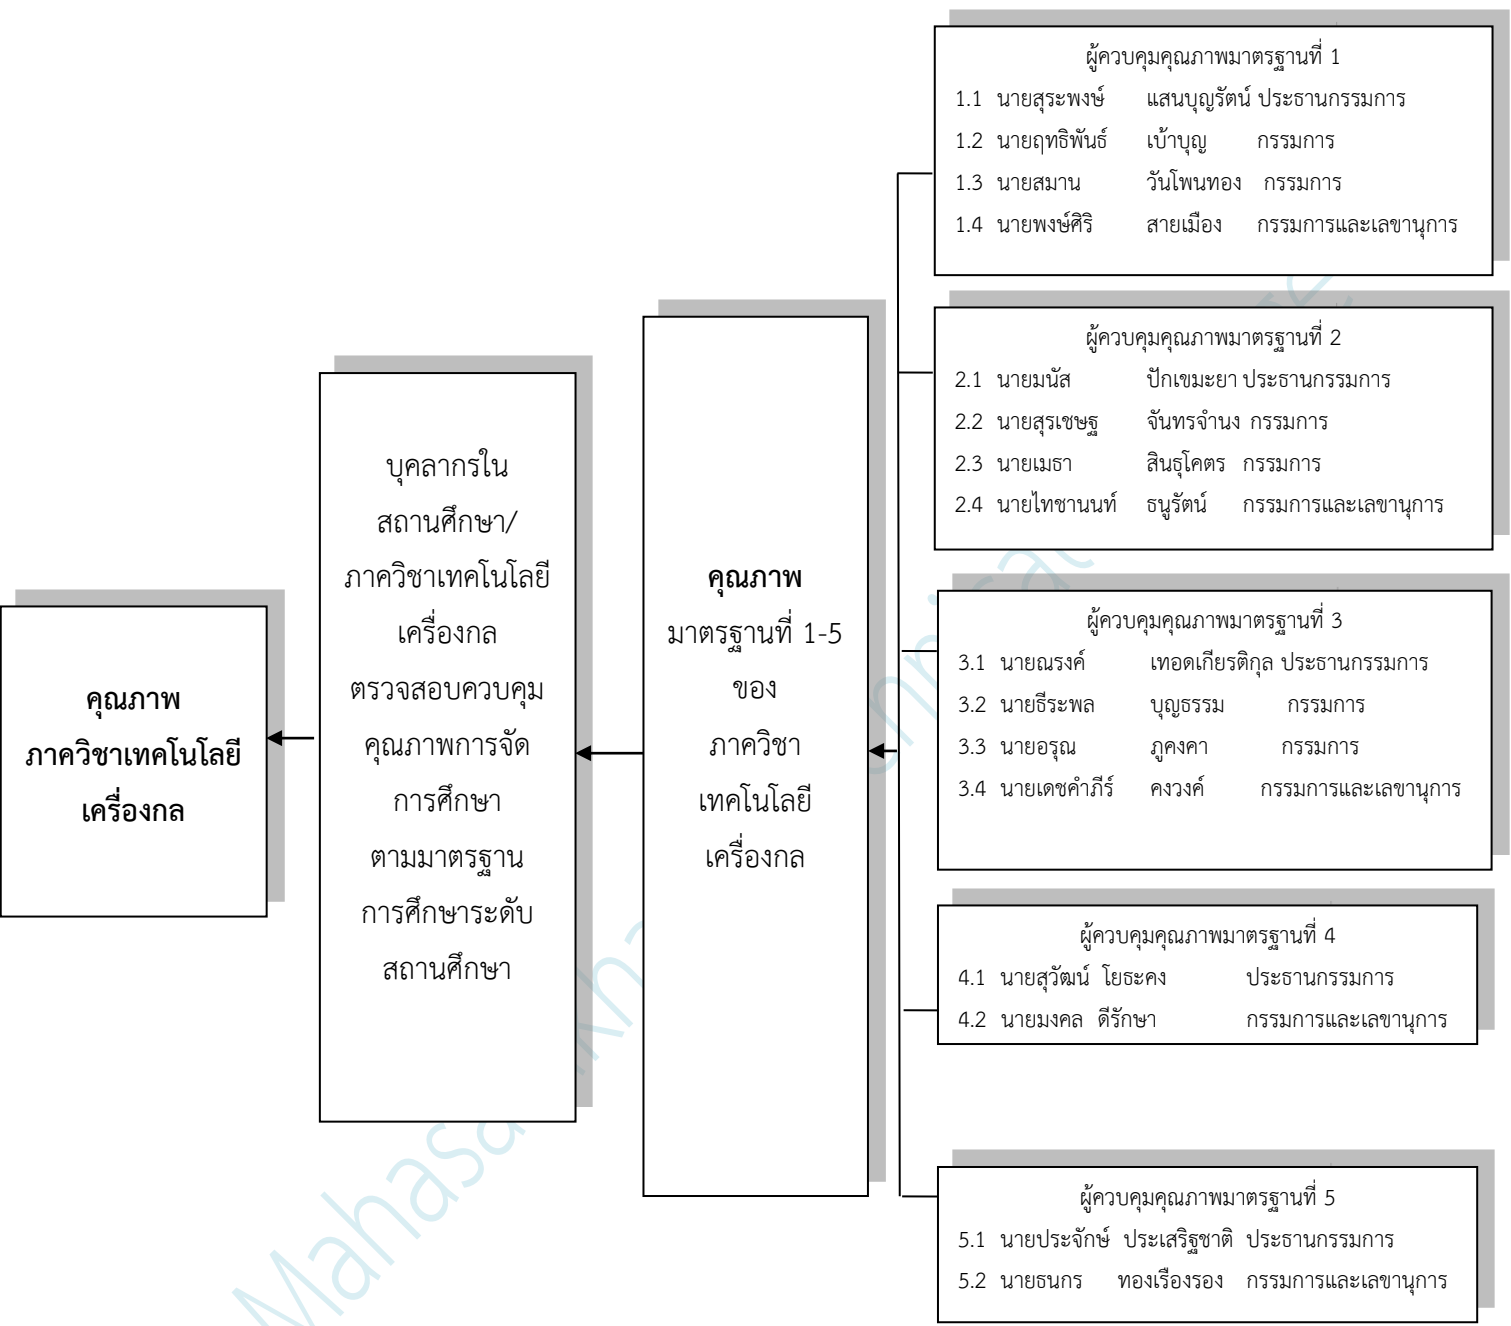 คุณภาพ
ภาควิชาเทคโนโลยี
เครื่องกล
บุคลากรใน
สถานศึกษา/
ภาควิชาเทคโนโลยี
เครื่องกล
ตรวจสอบควบคุม
คุณภาพการจัด
การศึกษา
ตามมาตรฐาน
การศึกษาระดับ
สถานศึกษา
คุณภาพ
มาตรฐานที่ 1-5
ของ
ภาควิชา
เทคโนโลยี
เครื่องกล
ผู้ควบคุมคุณภาพมาตรฐานที่ 1
1.1 นายสุระพงษ์ แสนบุญรัตน์ ประธานกรรมการ
1.2 นายฤทธิพันธ์ เบ้าบุญ กรรมการ
1.3 นายสมาน วันโพนทอง กรรมการ
1.4 นายพงษ์ศิริ สายเมือง กรรมการและเลขานุการ
ผู้ควบคุมคุณภาพมาตรฐานที่ 2
2.1 นายมนัส ปักเขมะยา ประธานกรรมการ
2.2 นายสุรเชษฐ จันทรจำนง กรรมการ
2.3 นายเมธา สินธุโคตร กรรมการ
2.4 นายไทชานนท์ ธนูรัตน์ กรรมการและเลขานุการ
ผู้ควบคุมคุณภาพมาตรฐานที่ 3
3.1 นายณรงค์ เทอดเกียรติกุล ประธานกรรมการ
3.2 นายธีระพล บุญธรรม กรรมการ
3.3 นายอรุณ ภูคงคา กรรมการ
3.4 นายเดชคำภีร์ คงวงค์ กรรมการและเลขานุการ
ผู้ควบคุมคุณภาพมาตรฐานที่ 4
4.1 นายสุวัฒน์ โยธะคง ประธานกรรมการ
4.2 นายมงคล ดีรักษา กรรมการและเลขานุการ
ผู้ควบคุมคุณภาพมาตรฐานที่ 5
5.1 นายประจักษ์ ประเสริฐชาติ ประธานกรรมการ
5.2 นายธนกร ทองเรืองรอง กรรมการและเลขานุการ